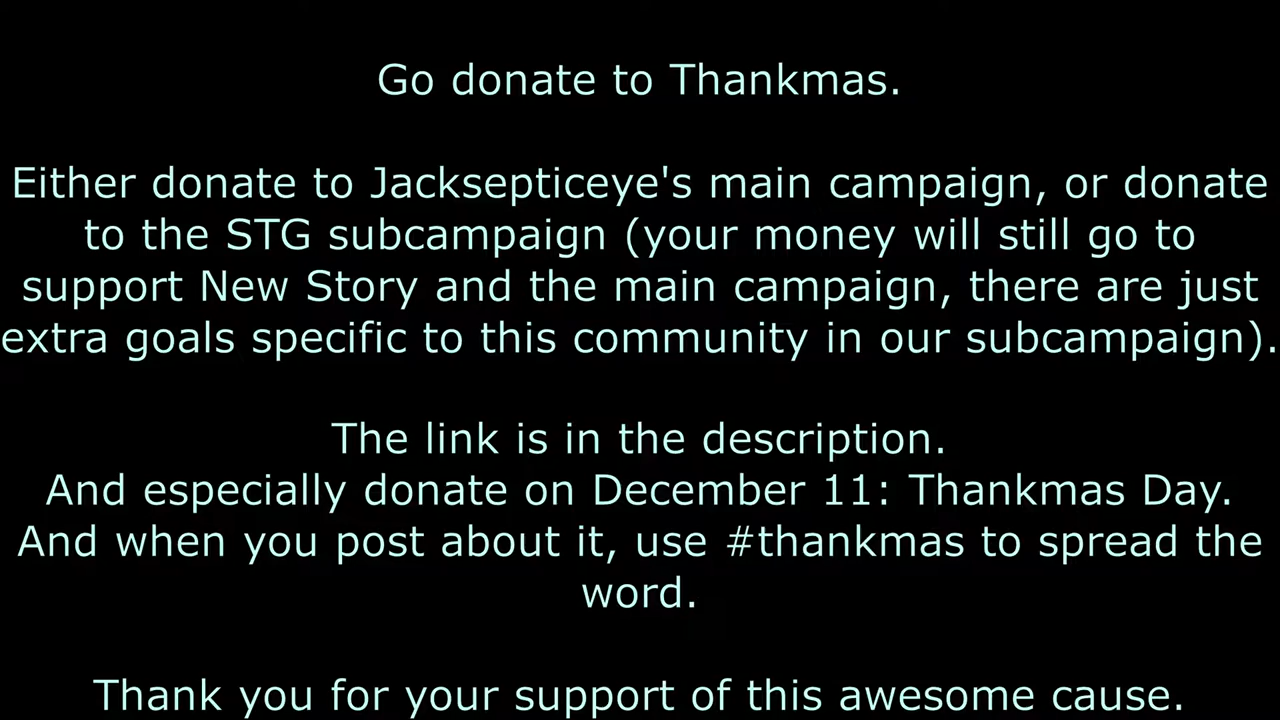 Go donate to Thankmas.
Either donate to Jacksepticeye's main campaign, or donate
to the STG subcampaign (your money will still go to
support New Story and the main campaign, there are just
extra goals specific to this community in our subcampaign).
The link is in the description.
And especially donate on December 11: Thankmas Day.
And when you post about it, use #thankmas to spread the
word.
Thank you for your support of this awesome cause.